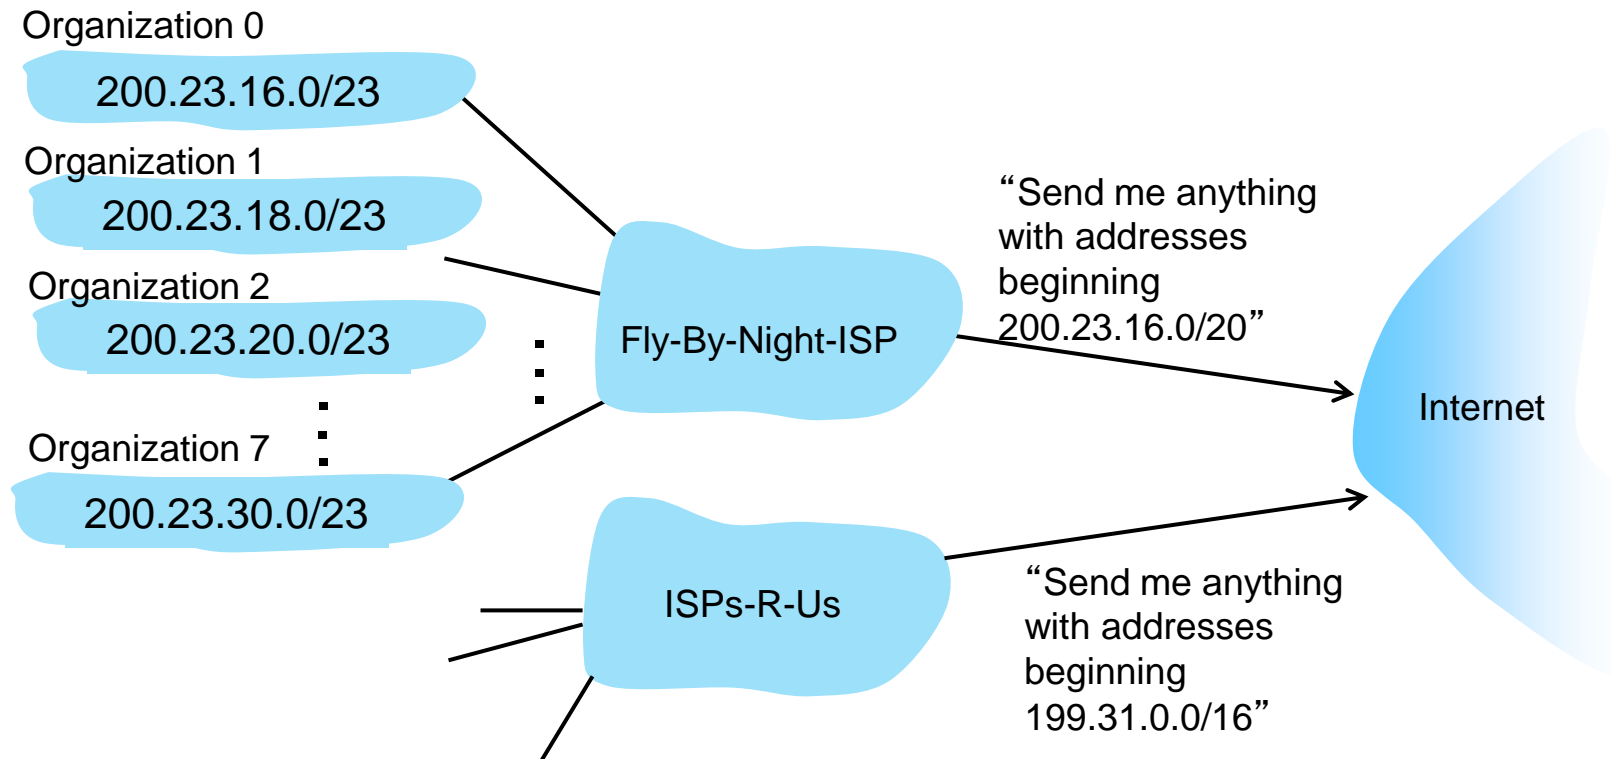 Organization 0
200.23.16.0/23
Organization 1
200.23.18.0/23
Organization 2
200.23.20.0/23
Organization 7
200.23.30.0/23
Fly-By-Night-ISP
“Send me anything
with addresses
beginning
200.23.16.0/20”
Internet
ISPs-R-Us
“Send me anything
with addresses
beginning
199.31.0.0/16”